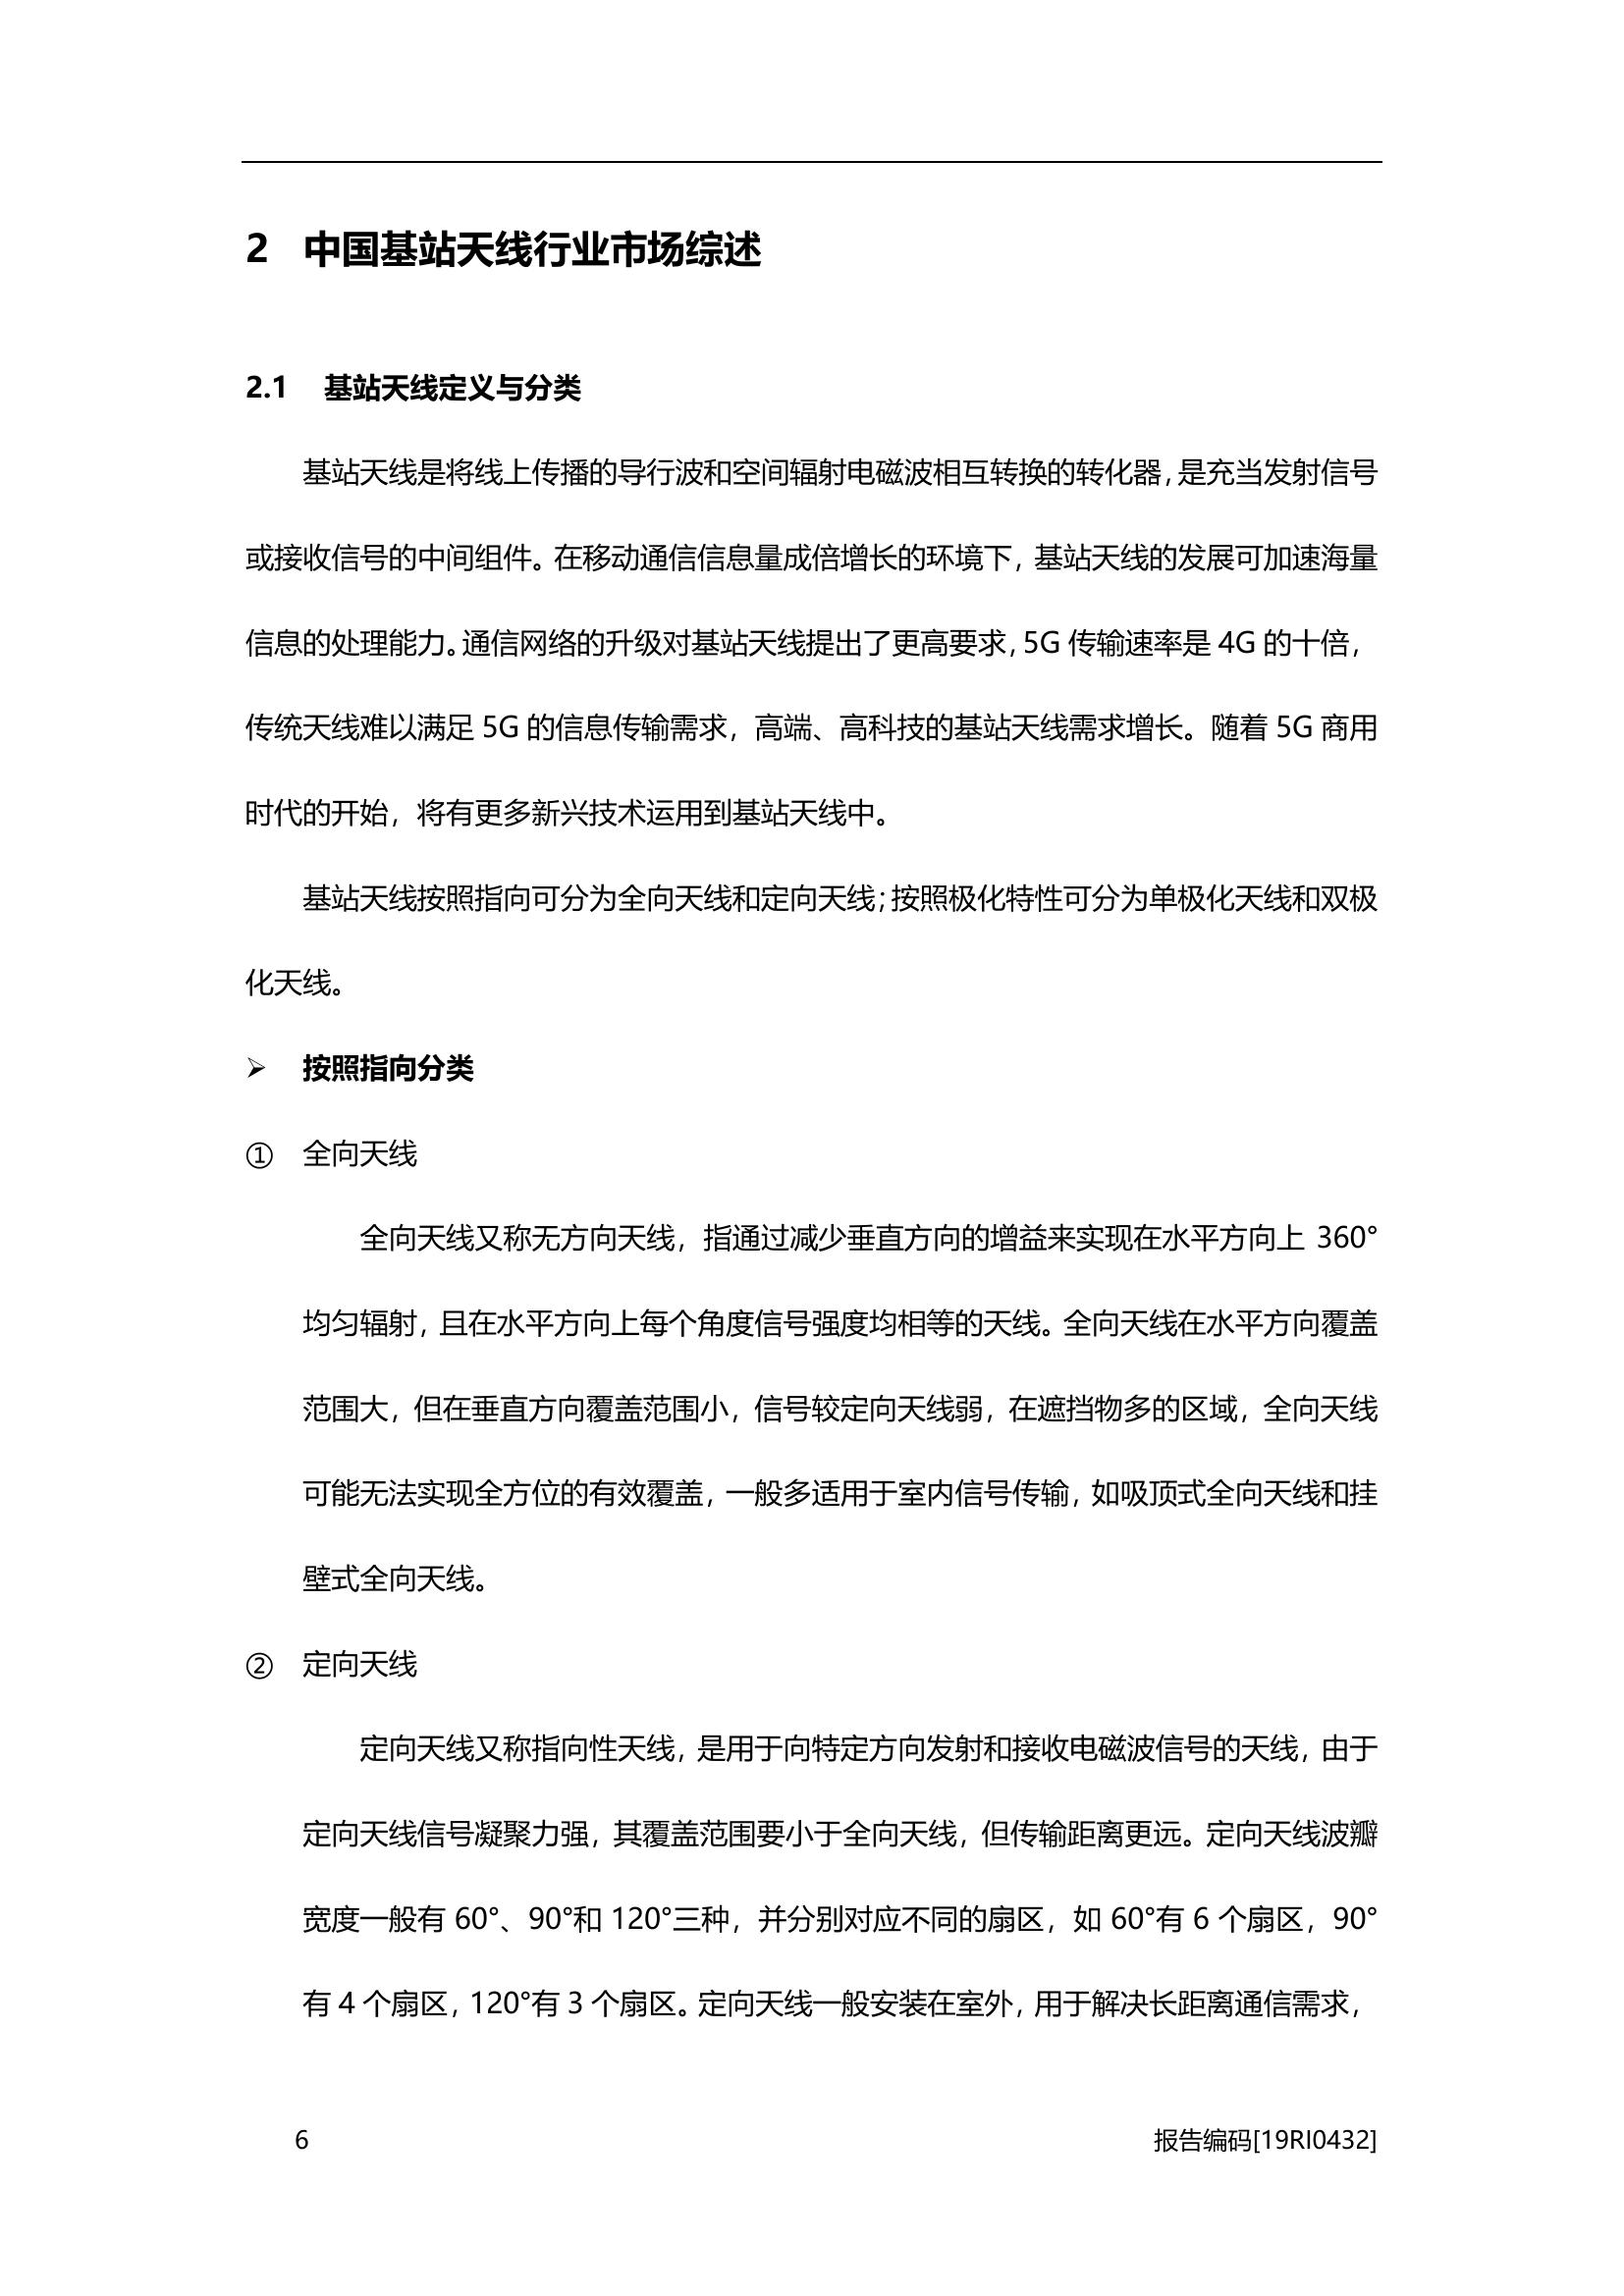 2 中国基站天线行业市场综述
2.1 基站天线定义与分类
基站天线是将线上传播的导行波和空间辐射电磁波相互转换的转化器，是充当发射信号
或接收信号的中间组件。在移动通信信息量成倍增长的环境下，基站天线的发展可加速海量
信息的处理能力。通信网络的升级对基站天线提出了更高要求，5G 传输速率是 4G 的十倍，
传统天线难以满足 5G 的信息传输需求，高端、高科技的基站天线需求增长。随着 5G 商用
时代的开始，将有更多新兴技术运用到基站天线中。
基站天线按照指向可分为全向天线和定向天线；按照极化特性可分为单极化天线和双极
化天线。
➢ 按照指向分类
① 全向天线
全向天线又称无方向天线，指通过减少垂直方向的增益来实现在水平方向上 360°
均匀辐射，且在水平方向上每个角度信号强度均相等的天线。全向天线在水平方向覆盖
范围大，但在垂直方向覆盖范围小，信号较定向天线弱，在遮挡物多的区域，全向天线
可能无法实现全方位的有效覆盖，一般多适用于室内信号传输，如吸顶式全向天线和挂
壁式全向天线。
② 定向天线
定向天线又称指向性天线，是用于向特定方向发射和接收电磁波信号的天线，由于
定向天线信号凝聚力强，其覆盖范围要小于全向天线，但传输距离更远。定向天线波瓣
宽度一般有 60°、90°和 120°三种，并分别对应不同的扇区，如 60°有 6 个扇区，90°
有 4 个扇区，120°有 3 个扇区。定向天线一般安装在室外，用于解决长距离通信需求，
6 报告编码[19RI0432]